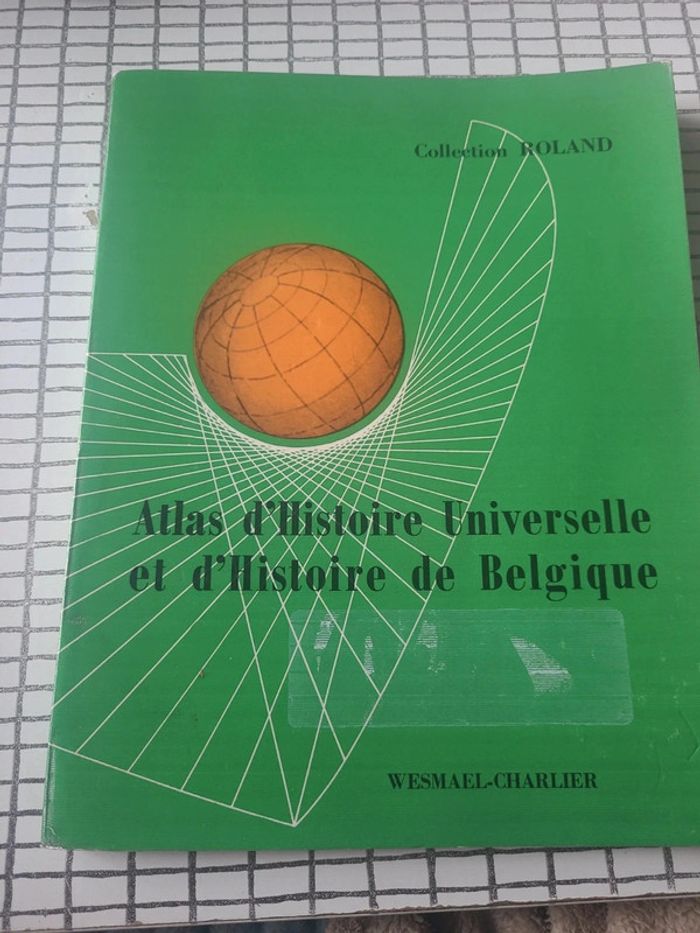 Collection ROLAND
Atlas d'Histoire Universelle
et d'Histoire de Belgique
WESMAEL-CHARLIER